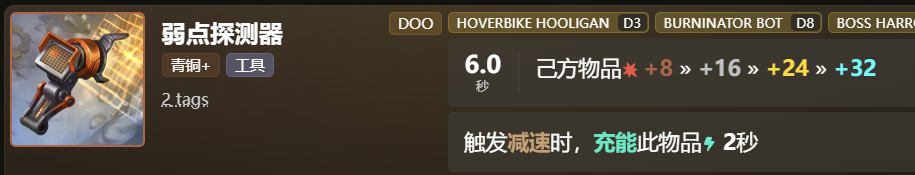 弱点探测器
青铜+ 工具
2 tags
DOO
HOVERBIKE HOOLIGAN D3 BURNINATOR BOT D8 BOSS HARRO
6.0
秒
己方物品 +8 » +16 » +24 » +32
触发减速时，充能此物品 2秒